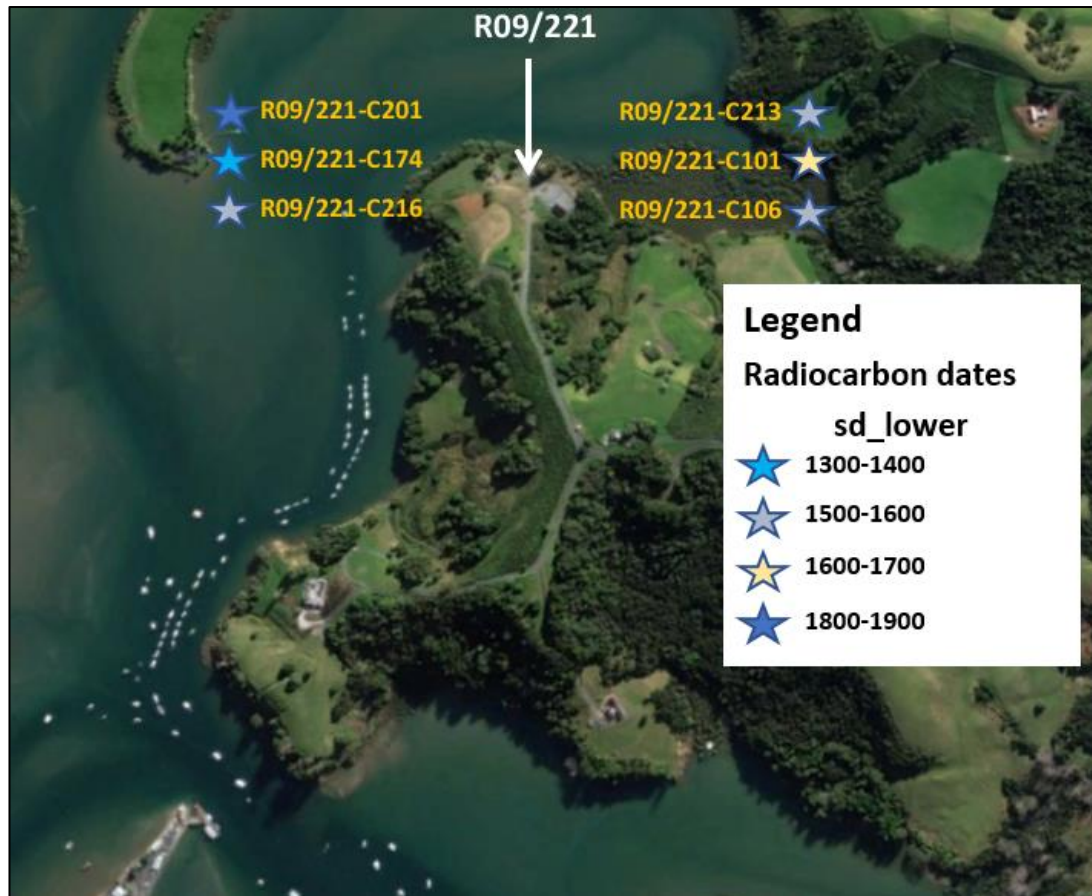 R09/221
R09/221-C201
R09/221-C174
R09/221-C216
R09/221-C213
R09/221-C101
R09/221-C106
Legend
Radiocarbon dates
sd_lower
1300-1400
1500-1600
1600-1700
1800-1900